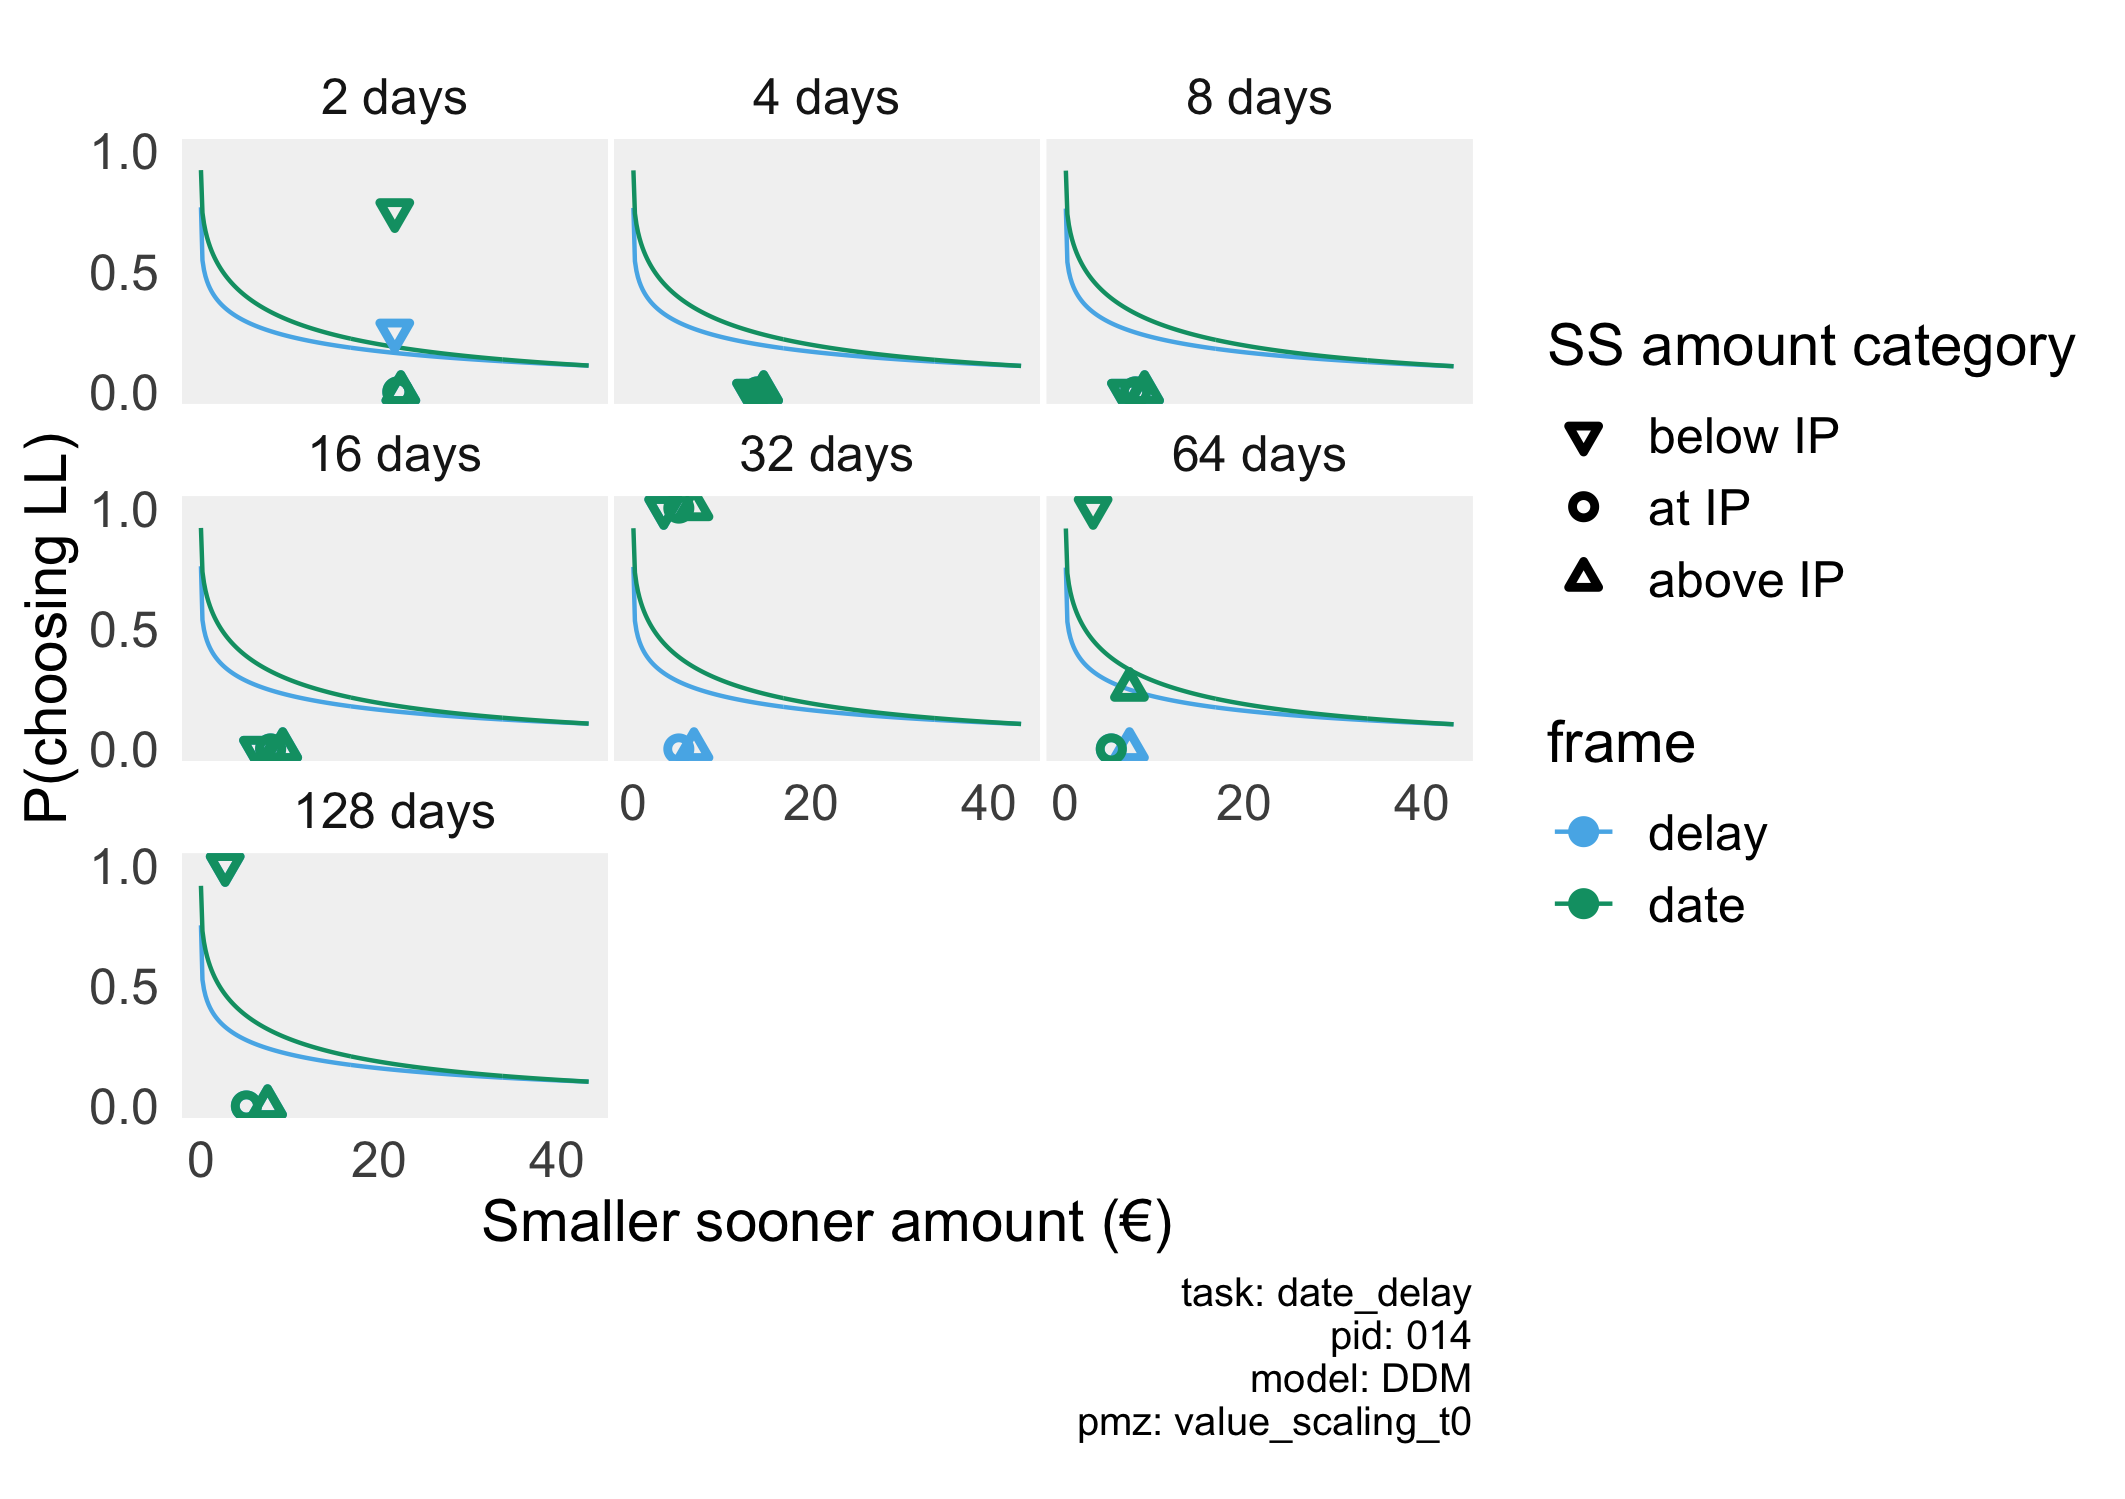 2 days
4 days
8 days
1.0
0.5
0.0
16 days
32 days
64 days
1.0
0.5
0.0
0 20 40
0 20 40
128 days
1.0
0.5
0.0
0 20 40
P(choosing LL)
Smaller sooner amount (€)
SS amount category
below IP
at IP
above IP
frame
delay
date
task: date_delay
pid: 014
model: DDM
pmz: value_scaling_t0